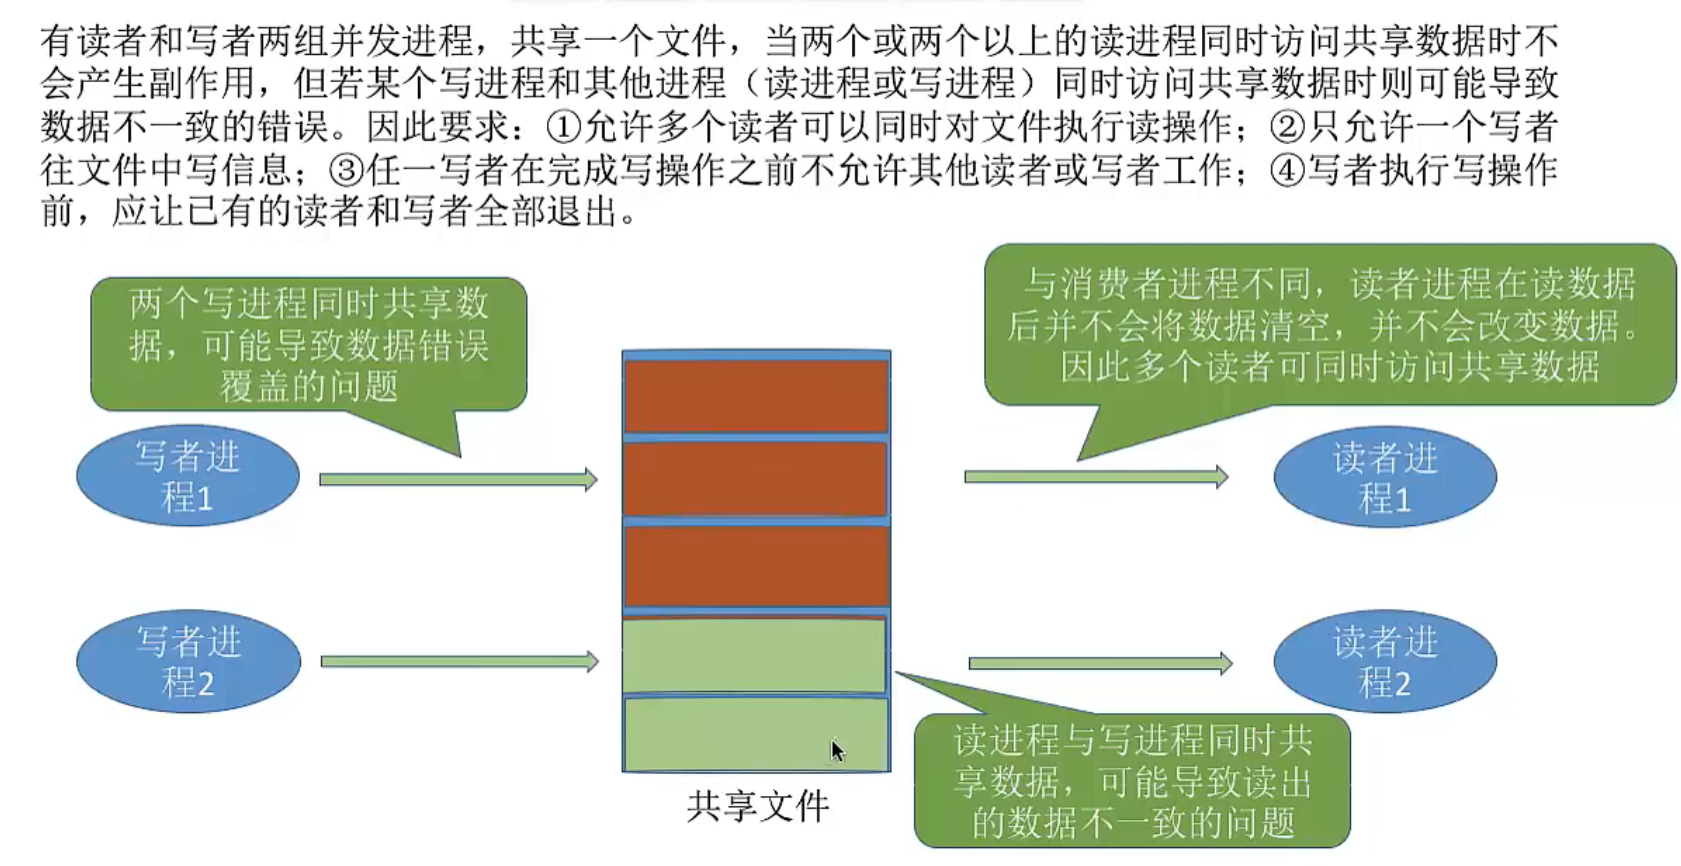 有读者和写者两组并发进程，共享一个文件，当两个或两个以上的读进程同时访问共享数据时不
会产生副作用，但若某个写进程和其他进程（读进程或写进程）同时访问共享数据时则可能导致
数据不一致的错误。因此要求：①允许多个读者可以同时对文件执行读操作；②只允许一个写者
往文件中写信息；③任一写者在完成写操作之前不允许其他读者或写者工作；④写者执行写操作
前，应让已有的读者和写者全部退出。
两个写进程同时共享数
据，可能导致数据错误
覆盖的问题
与消费者进程不同，读者进程在读数据
后并不会将数据清空，并不会改变数据。
因此多个读者可同时访问共享数据
写者进
程1
读者进
程1
写者进
程2
读者进
程2
读进程与写进程同时共
享数据，可能导致读出
的数据不一致的问题
共享文件